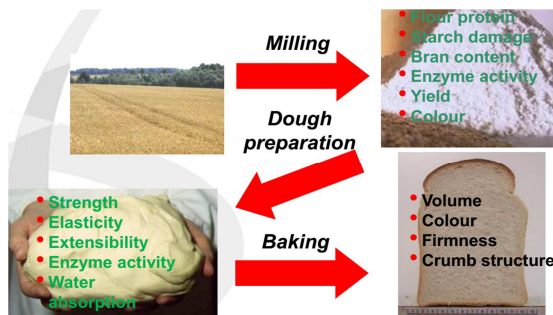 Milling
• Flour protein
• Starch damage
• Bran content
• Enzyme activity
• Yield
• Colour
Dough
preparation
• Strength
• Elasticity
• Extensibility
• Enzyme activity
• Water
absorption
Baking
• Volume
• Colour
• Firmness
• Crumb structure